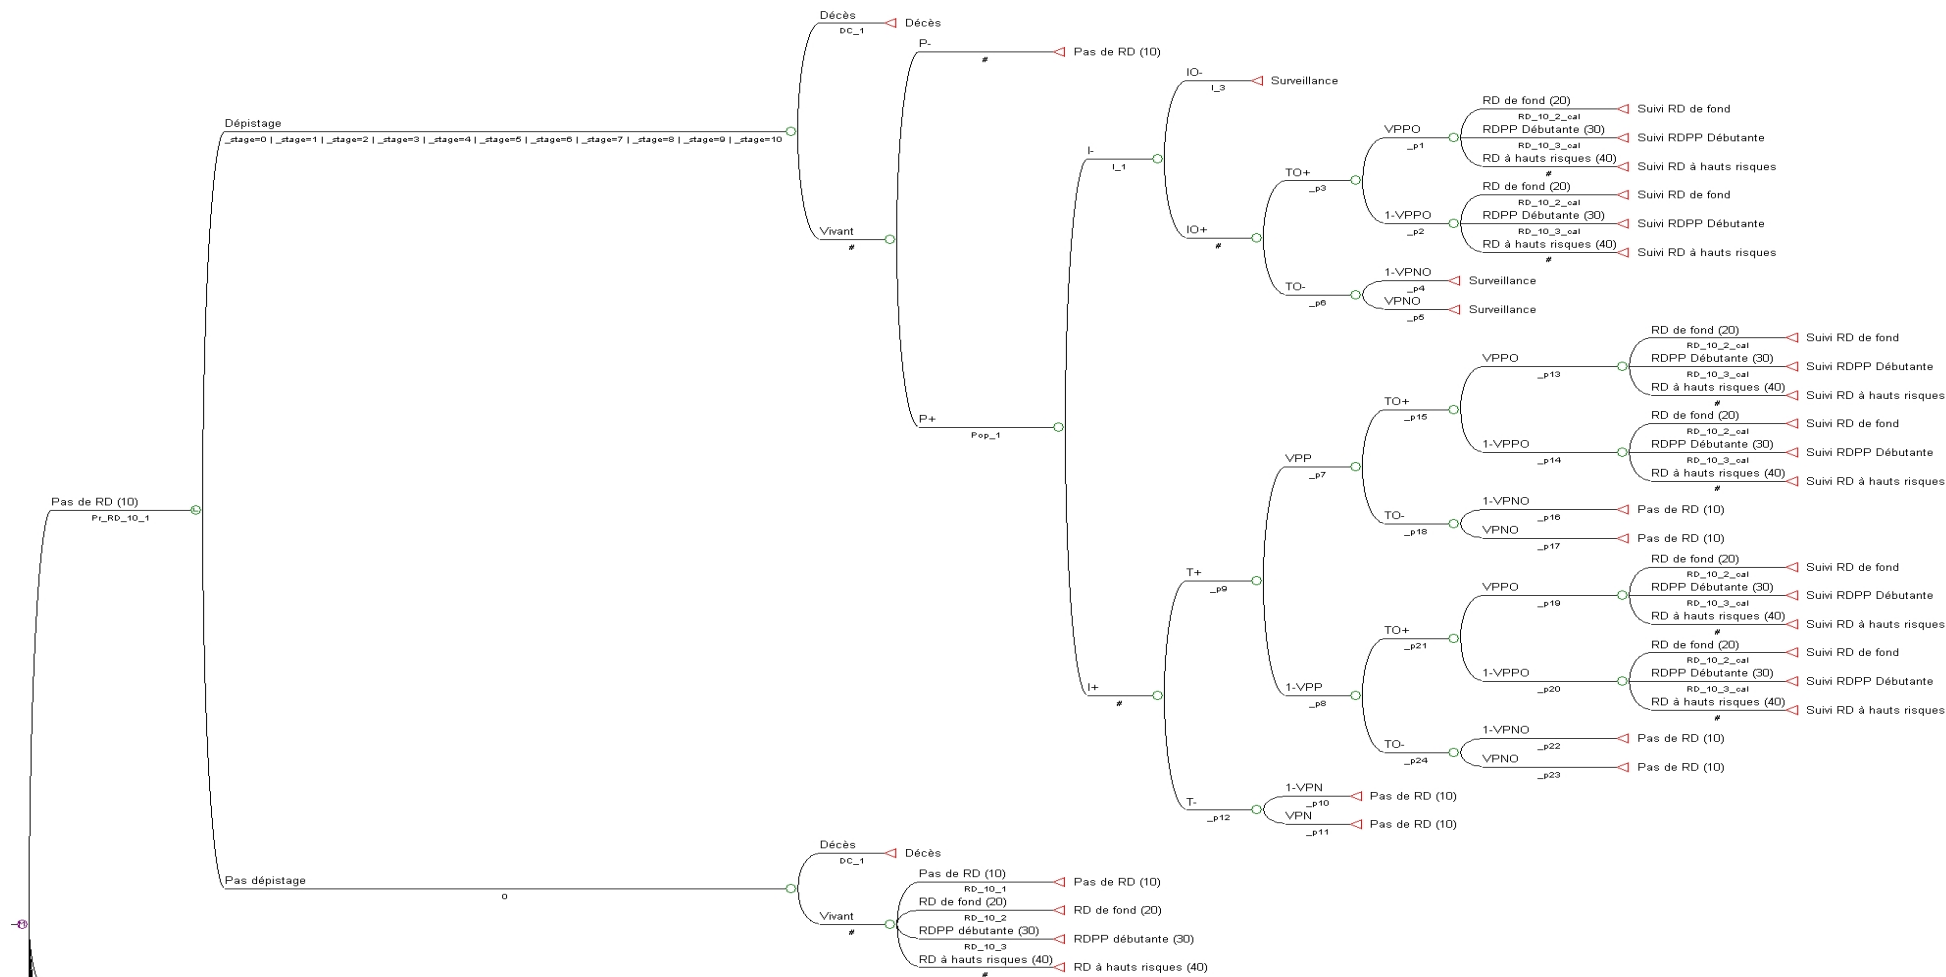 Décès
DC_1
Décès
P-
#
Pas de RD (10)
IO-
I_3
Surveillance
RD de fond (20)
RD_10_2_cal
Suivi RD de fond
Dépistage
_stage=0 | _stage=1 | _stage=2 | _stage=3 | _stage=4 | _stage=5 | _stage=6 | _stage=7 | _stage=8 | _stage=9 | _stage=10
VPPO
_p1
RDPP Débutante (30)
RD_10_3_cal
Suivi RDPP Débutante
I-
I_1
RD à hauts risques (40)
#
Suivi RD à hauts risques
TO+
_p3
RD de fond (20)
RD_10_2_cal
Suivi RD de fond
1-VPPO
_p2
RDPP Débutante (30)
RD_10_3_cal
Suivi RDPP Débutante
Vivant
#
IO+
#
RD à hauts risques (40)
#
Suivi RD à hauts risques
1-VPNO
_p4
Surveillance
TO-
_p6
VPNO
_p5
Surveillance
RD de fond (20)
RD_10_2_cal
Suivi RD de fond
VPPO
_p13
RDPP Débutante (30)
RD_10_3_cal
Suivi RDPP Débutante
RD à hauts risques (40)
#
Suivi RD à hauts risques
TO+
_p15
P+
Pop_1
RD de fond (20)
RD_10_2_cal
Suivi RD de fond
1-VPPO
_p14
RDPP Débutante (30)
RD_10_3_cal
Suivi RDPP Débutante
VPP
_p7
RD à hauts risques (40)
#
Suivi RD à hauts risques
Pas de RD (10)
Pr_RD_10_1
1-VPNO
_p16
Pas de RD (10)
TO-
_p18
VPNO
_p17
Pas de RD (10)
RD de fond (20)
RD_10_2_cal
Suivi RD de fond
T+
_p9
VPPO
_p19
RDPP Débutante (30)
RD_10_3_cal
Suivi RDPP Débutante
RD à hauts risques (40)
#
Suivi RD à hauts risques
TO+
_p21
RD de fond (20)
RD_10_2_cal
Suivi RD de fond
1-VPPO
_p20
RDPP Débutante (30)
RD_10_3_cal
Suivi RDPP Débutante
I+
#
1-VPP
_p8
RD à hauts risques (40)
#
Suivi RD à hauts risques
1-VPNO
_p22
Pas de RD (10)
TO-
_p24
VPNO
_p23
Pas de RD (10)
1-VPN
_p10
Pas de RD (10)
T-
_p12
VPN
_p11
Pas de RD (10)
Décès
DC_1
Décès
Pas dépistage
0
Pas de RD (10)
RD_10_1
Pas de RD (10)
RD de fond (20)
RD_10_2
RD de fond (20)
Vivant
#
RDPP débutante (30)
RD_10_3
RDPP débutante (30)
RD à hauts risques (40)
#
RD à hauts risques (40)
M